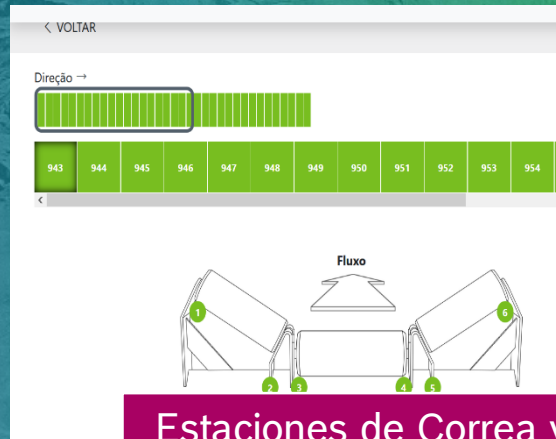 < VOLTAR
Direção →
943 944 945 946 947 948 949 950 951 952 953 954
Fluxo
1 6
2 3 4 5
Estaciones de Correa